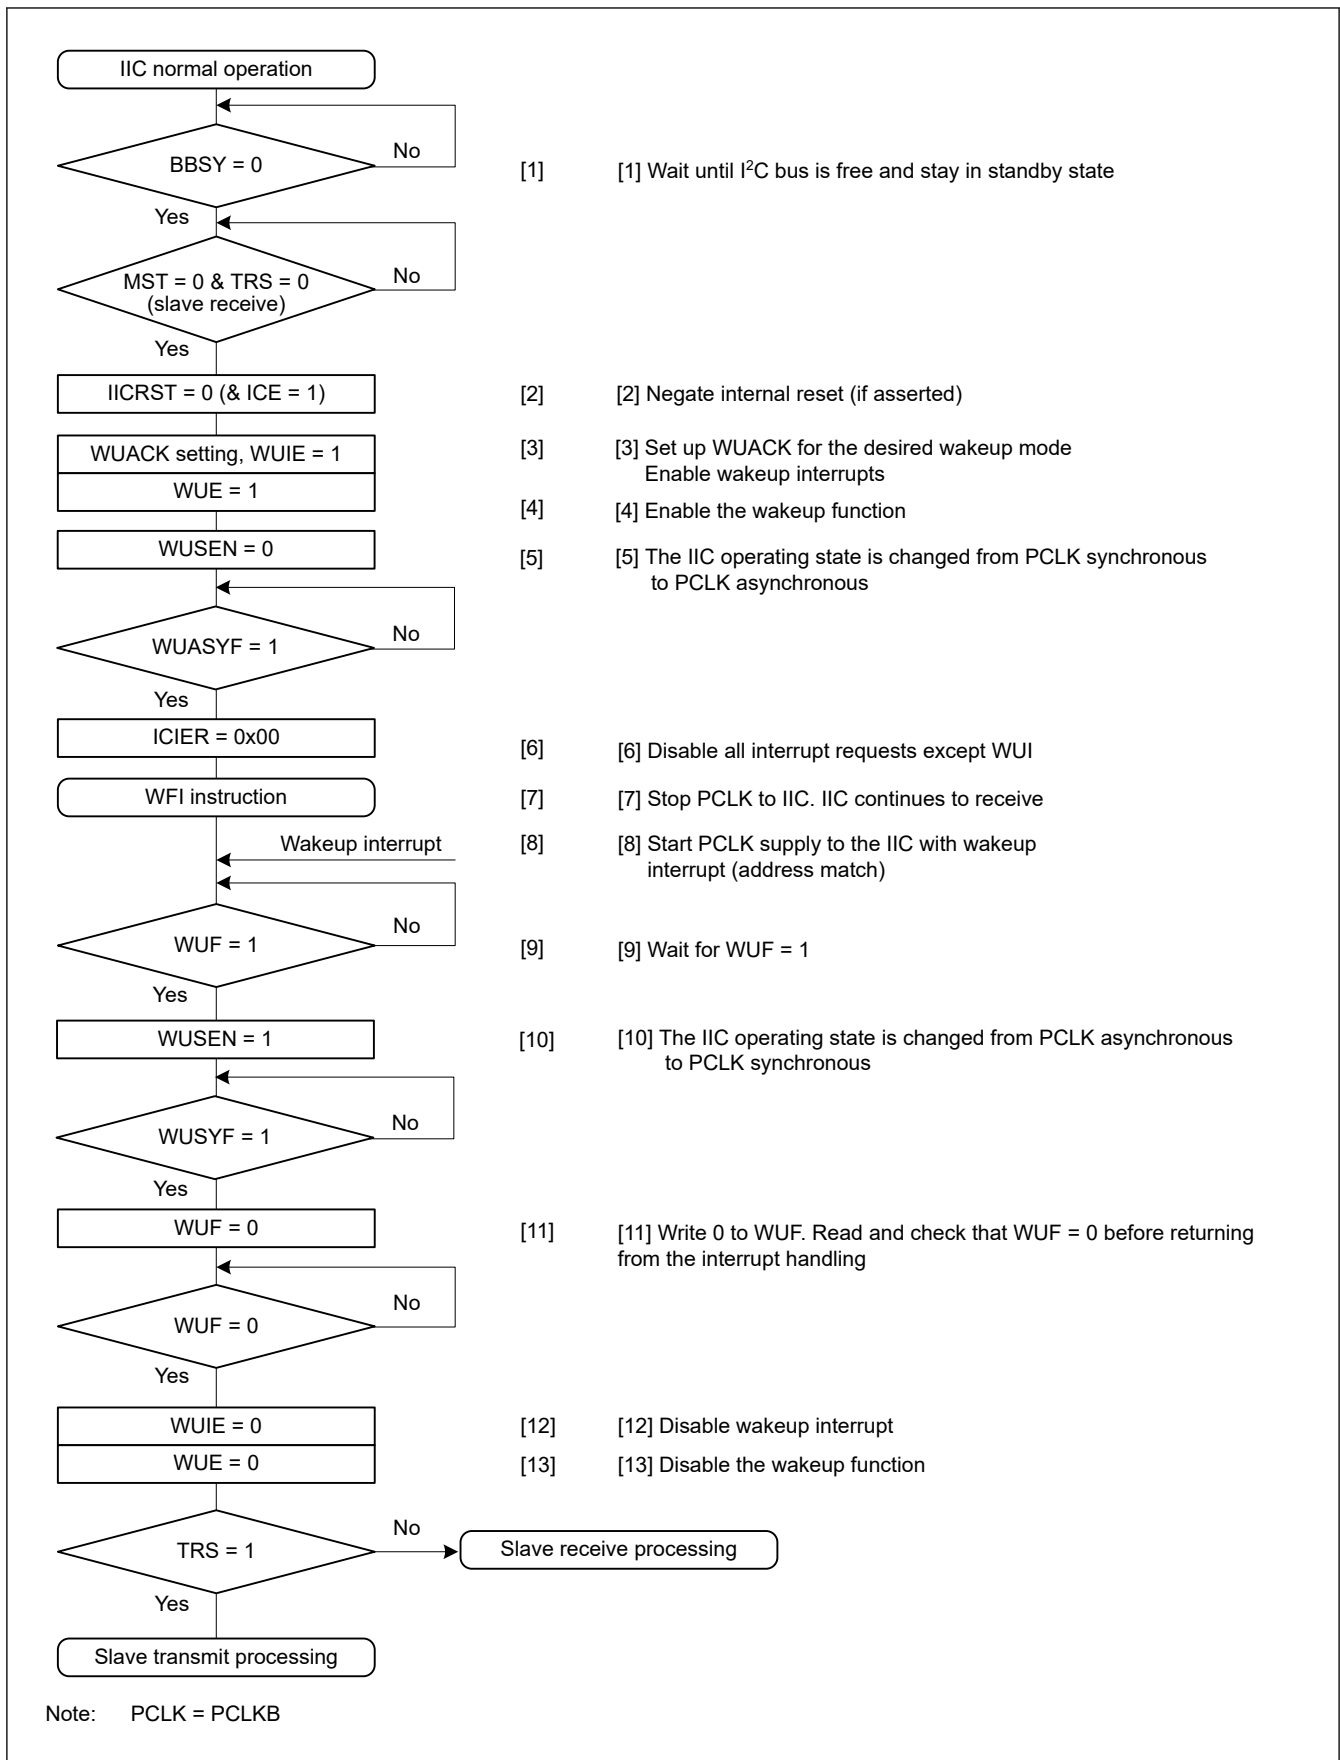 IIC normal operation
BBSY = 0
No
[1] [1] Wait until I²C bus is free and stay in standby state
Yes
MST = 0 & TRS = 0
(slave receive)
No
Yes
IICRST = 0 (& ICE = 1)
[2] [2] Negate internal reset (if asserted)
WUACK setting, WUIE = 1
[3] [3] Set up WUACK for the desired wakeup mode
Enable wakeup interrupts
WUE = 1
[4] [4] Enable the wakeup function
WUSEN = 0
[5] [5] The IIC operating state is changed from PCLK synchronous
to PCLK asynchronous
WUASYF = 1
No
Yes
ICIER = 0x00
[6] [6] Disable all interrupt requests except WUI
WFI instruction
[7] [7] Stop PCLK to IIC. IIC continues to receive
Wakeup interrupt
[8] [8] Start PCLK supply to the IIC with wakeup
interrupt (address match)
WUF = 1
No
[9] [9] Wait for WUF = 1
Yes
WUSEN = 1
[10] [10] The IIC operating state is changed from PCLK asynchronous
to PCLK synchronous
WUSYF = 1
No
Yes
WUF = 0
[11] [11] Write 0 to WUF. Read and check that WUF = 0 before returning
from the interrupt handling
WUF = 0
No
Yes
WUIE = 0
[12] [12] Disable wakeup interrupt
WUE = 0
[13] [13] Disable the wakeup function
TRS = 1
No
Slave receive processing
Yes
Slave transmit processing
Note: PCLK = PCLKB